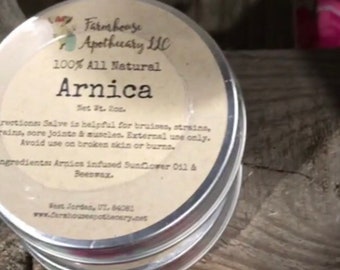 Farmhouse
Apothecary LLC
100% All Natural
Arnica
Net Wt. 2oz.
Directions: Salve is helpful for bruises, strains,
sprains, sore joints & muscles. External use only.
Avoid use on broken skin or burns.
Ingredients: Arnica infused Sunflower Oil &
Beeswax.
West Jordan, UT, 84081
www.farmhouseapothecary.net